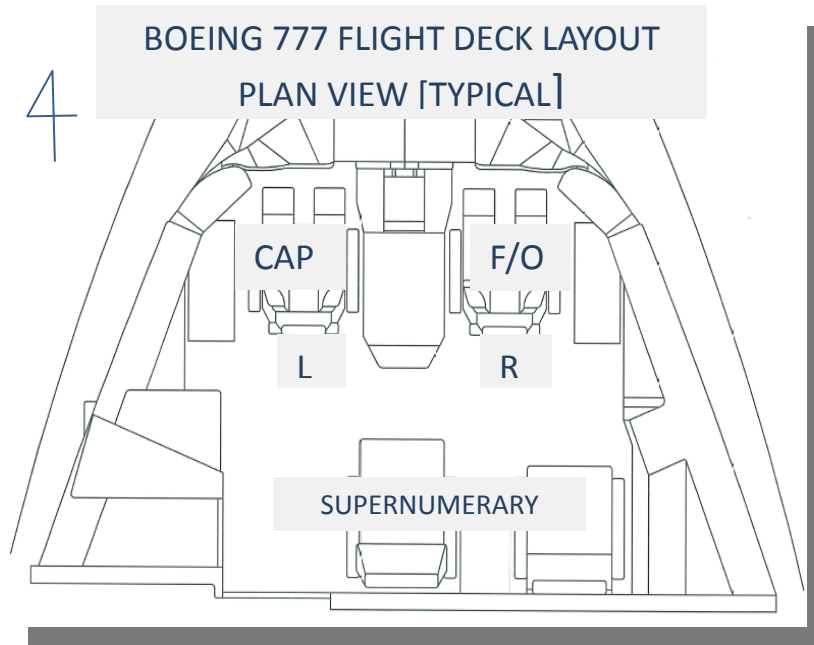 BOEING 777 FLIGHT DECK LAYOUT
PLAN VIEW [TYPICAL]
4
CAP
F/O
L
R
SUPERNUMERARY